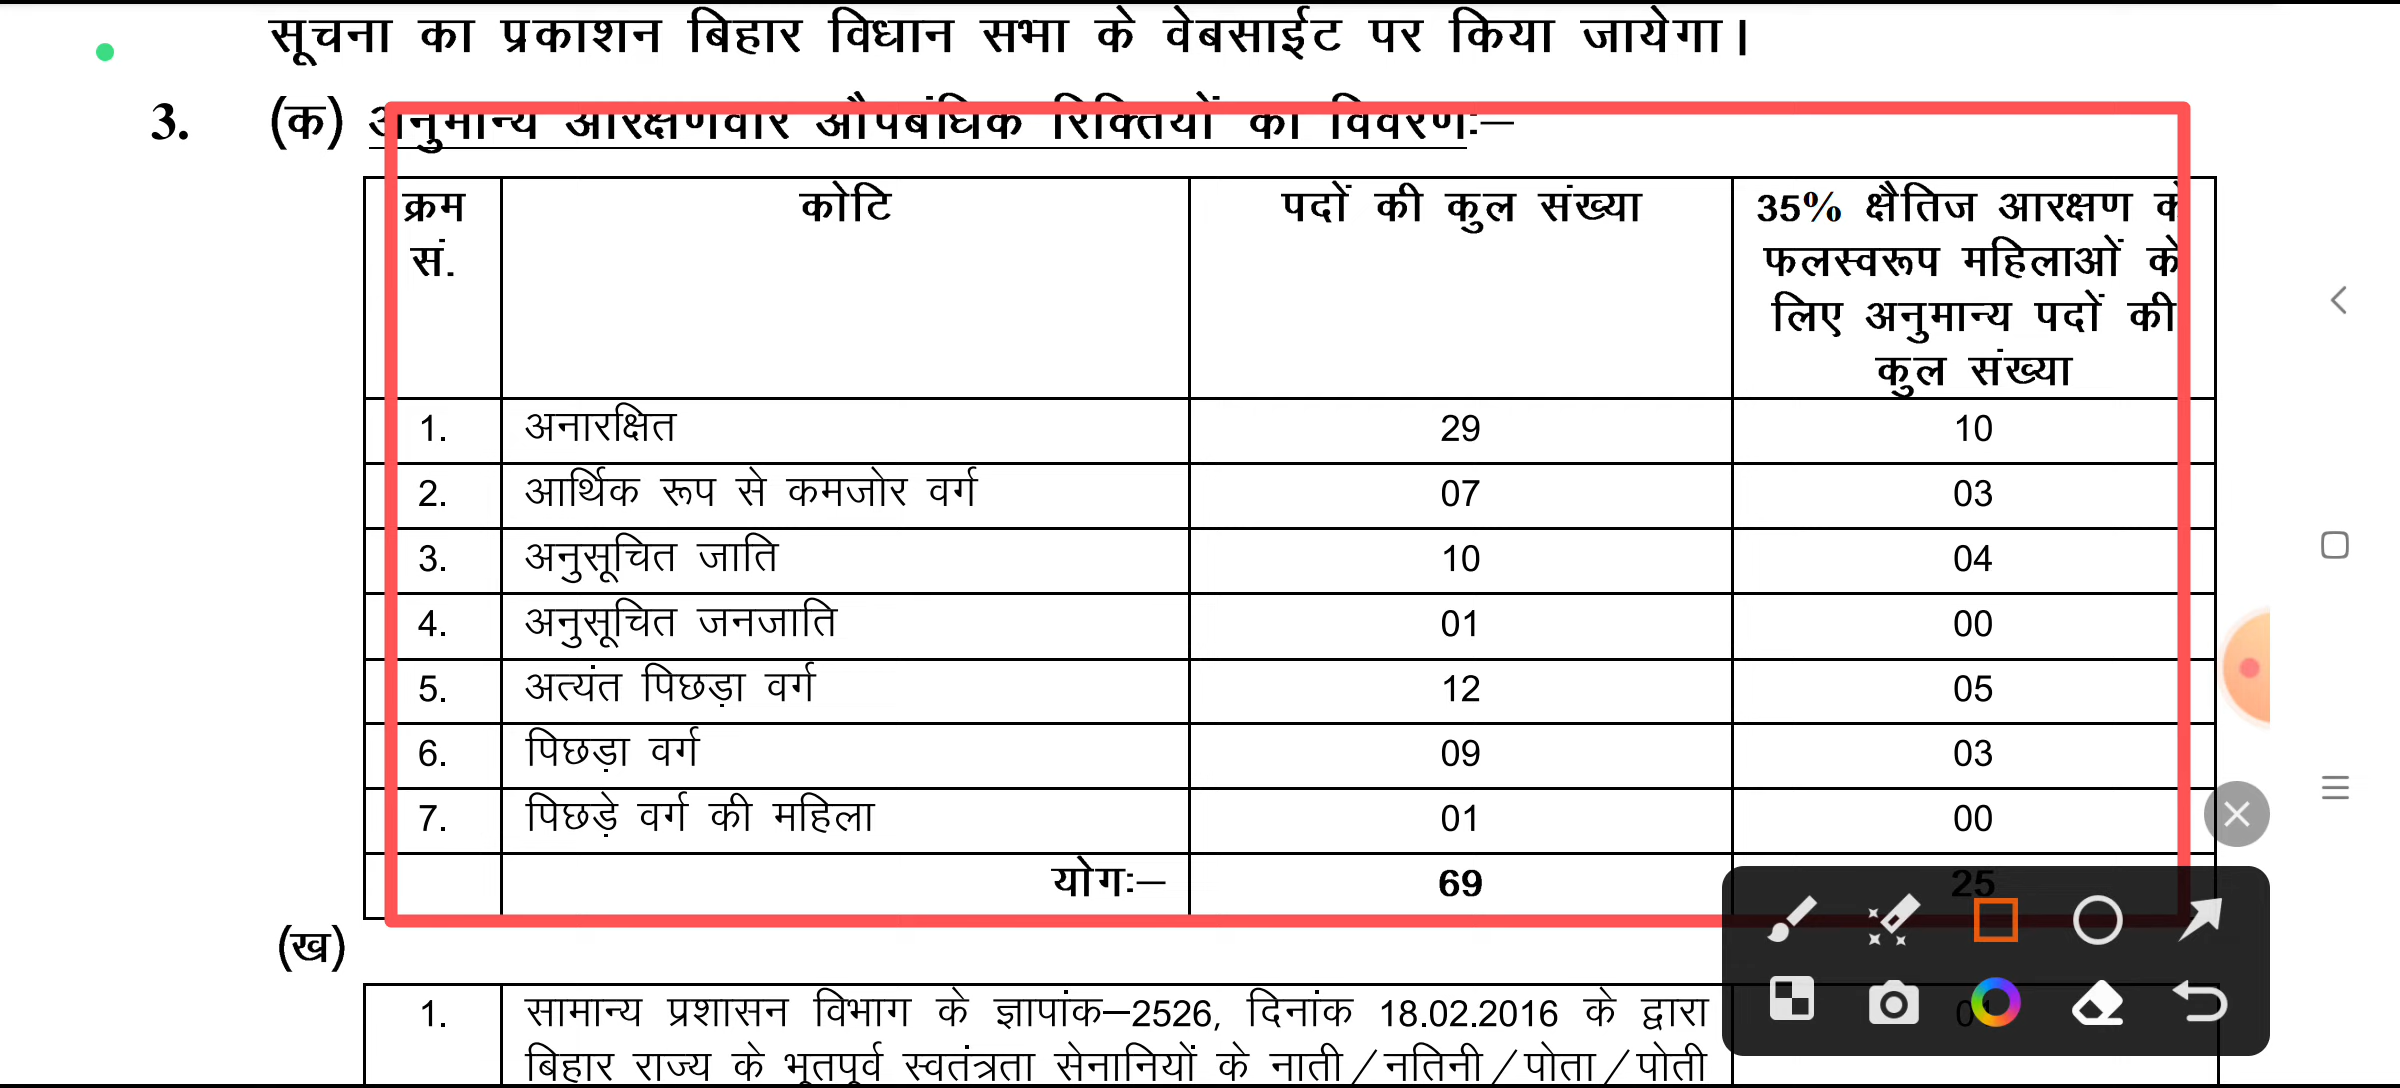 सूचना का प्रकाशन बिहार विधान सभा के वेबसाईट पर किया जायेगा।
3. (क) अनुमान्य आरक्षणवार औपबंधिक रिक्तियों का विवरण:–
क्रम सं. कोटि पदों की कुल संख्या 35% क्षैतिज आरक्षण के
फलस्वरूप महिलाओं के
लिए अनुमान्य पदों की
कुल संख्या
1. अनारक्षित 29 10
2. आर्थिक रूप से कमजोर वर्ग 07 03
3. अनुसूचित जाति 10 04
4. अनुसूचित जनजाति 01 00
5. अत्यंत पिछड़ा वर्ग 12 05
6. पिछड़ा वर्ग 09 03
7. पिछड़े वर्ग की महिला 01 00
योग:– 69 25
(ख)
1. सामान्य प्रशासन विभाग के ज्ञापांक–2526, दिनांक 18.02.2016 के द्वारा
बिहार राज्य के भूतपूर्व स्वतंत्रता सेनानियों के नाती/नतिनी/पोता/पोती